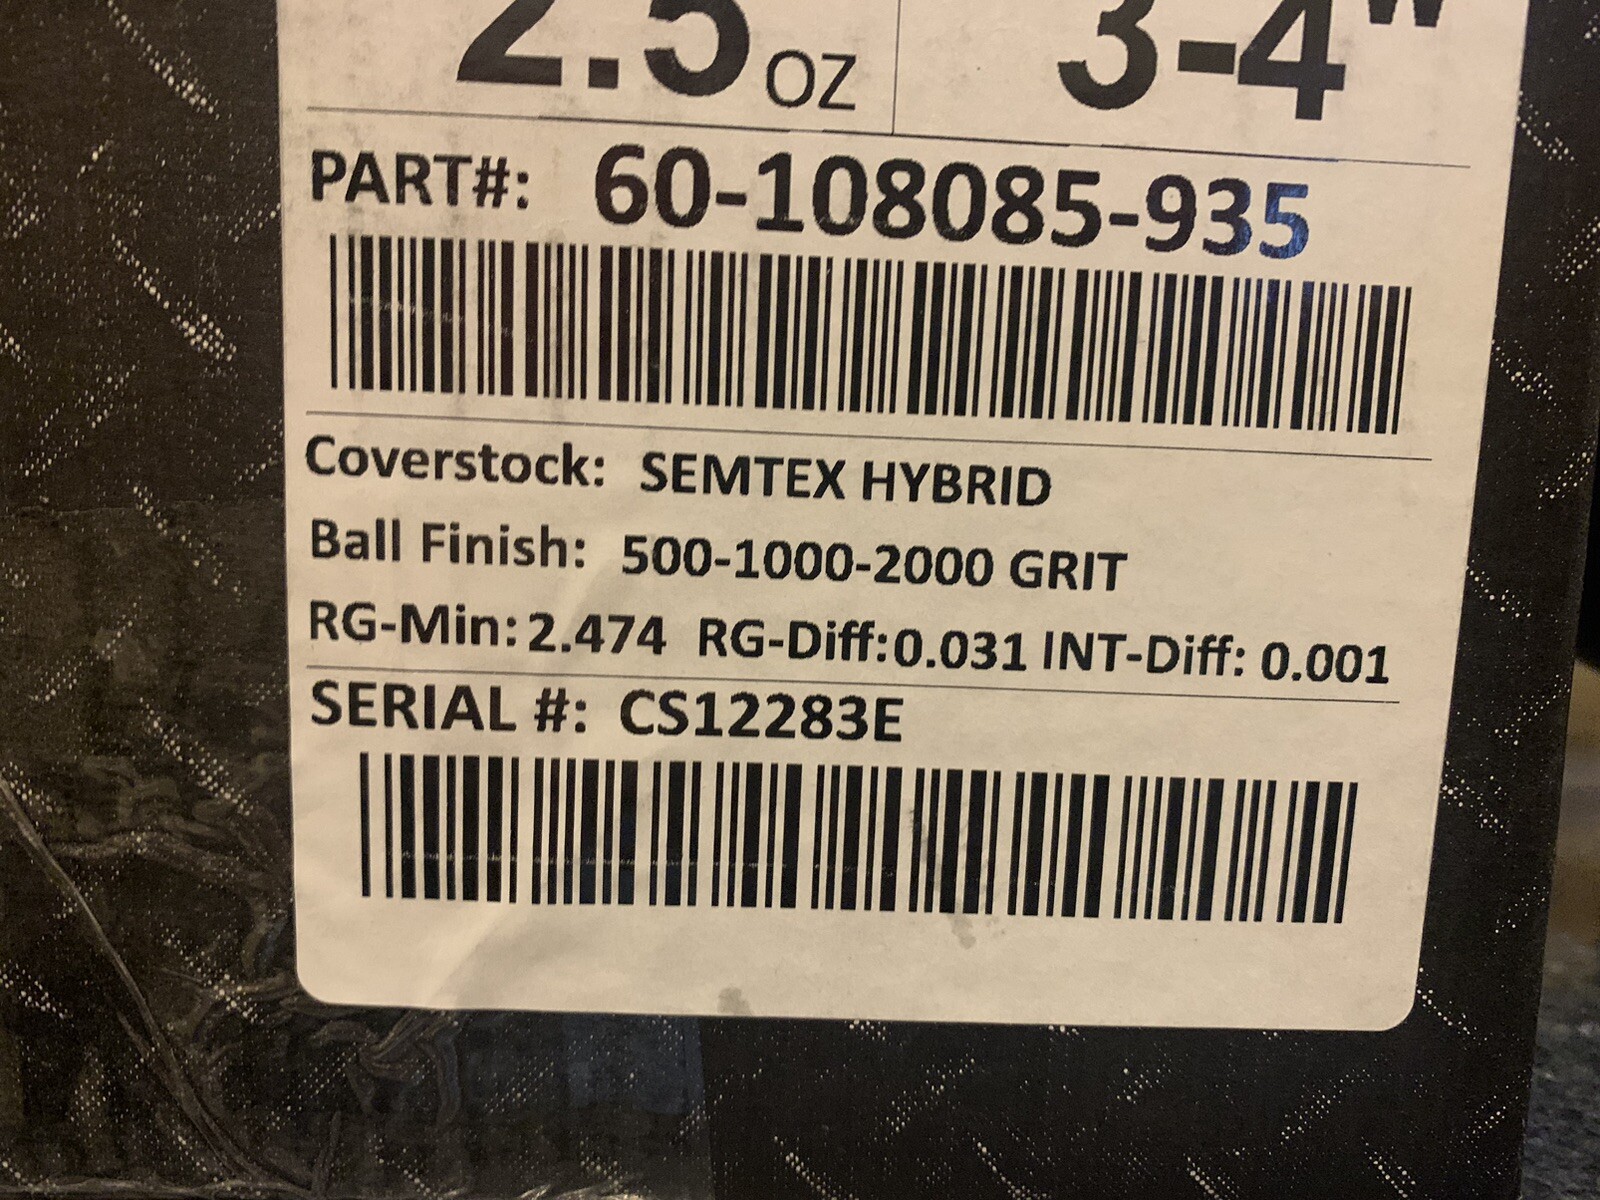 2.5 OZ 3-4"
PART#: 60-108085-935
Coverstock: SEMTEX HYBRID
Ball Finish: 500-1000-2000 GRIT
RG-Min: 2.474 RG-Diff: 0.031 INT-Diff: 0.001
SERIAL #: CS12283E